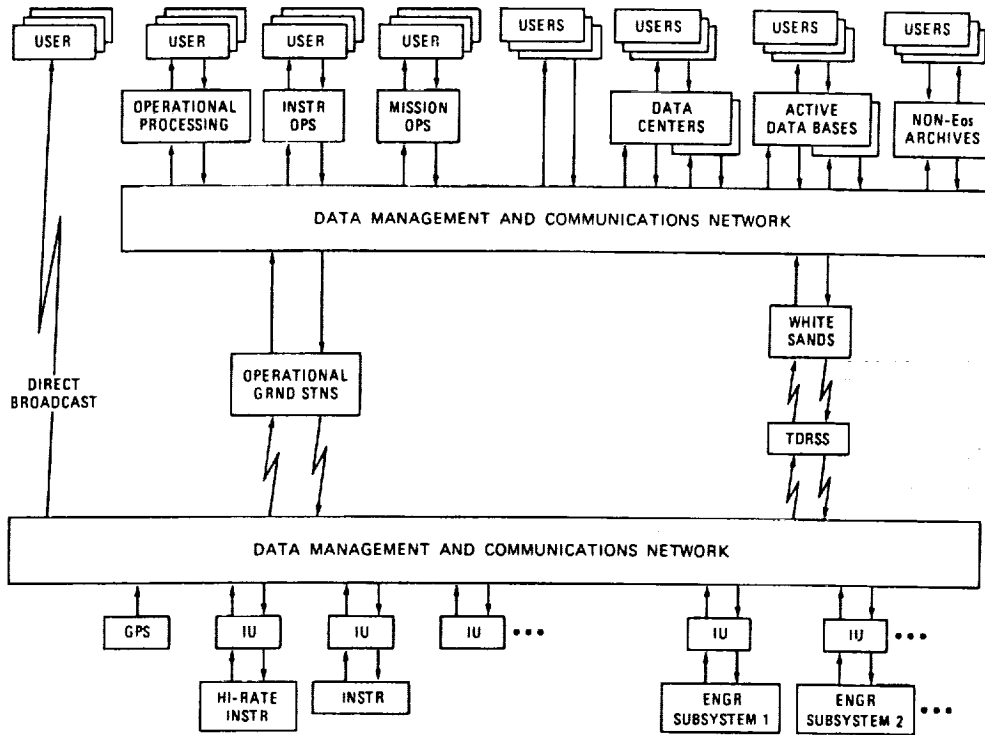 USER
USER
USER
USER
USERS
USERS
USERS
USERS
OPERATIONAL
PROCESSING
INSTR
OPS
MISSION
OPS
DATA
CENTERS
ACTIVE
DATA BASES
NON-Eos
ARCHIVES
DATA MANAGEMENT AND COMMUNICATIONS NETWORK
WHITE
SANDS
OPERATIONAL
GRND STNS
DIRECT
BROADCAST
TDRSS
DATA MANAGEMENT AND COMMUNICATIONS NETWORK
GPS
IU
IU
IU •••
IU
IU •••
HI-RATE
INSTR
INSTR
ENGR
SUBSYSTEM 1
ENGR
SUBSYSTEM 2 •••